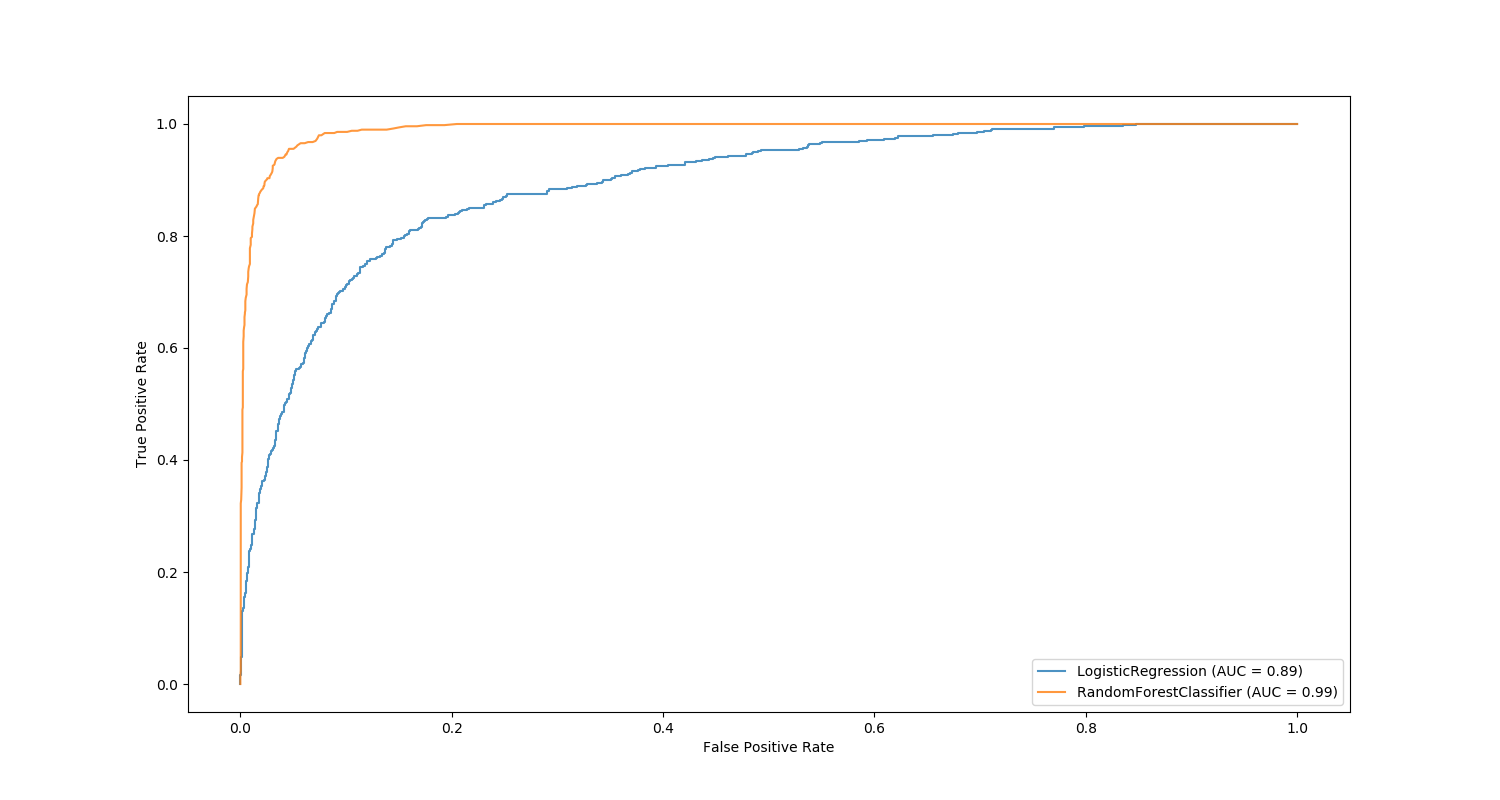 1.0
0.8
0.6
0.4
0.2
0.0
True Positive Rate
LogisticRegression (AUC = 0.89)
RandomForestClassifier (AUC = 0.99)
0.0 0.2 0.4 0.6 0.8 1.0
False Positive Rate